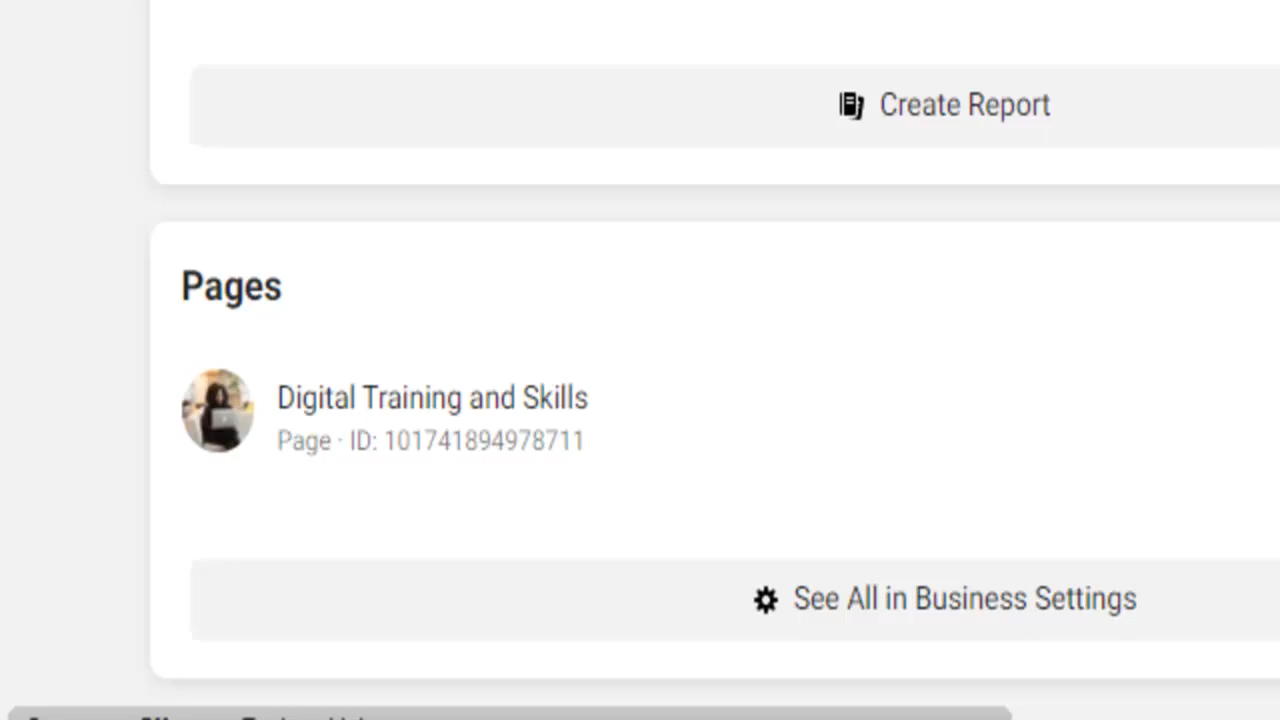 Create Report
Pages
Digital Training and Skills
Page · ID: 101741894978711
See All in Business Settings